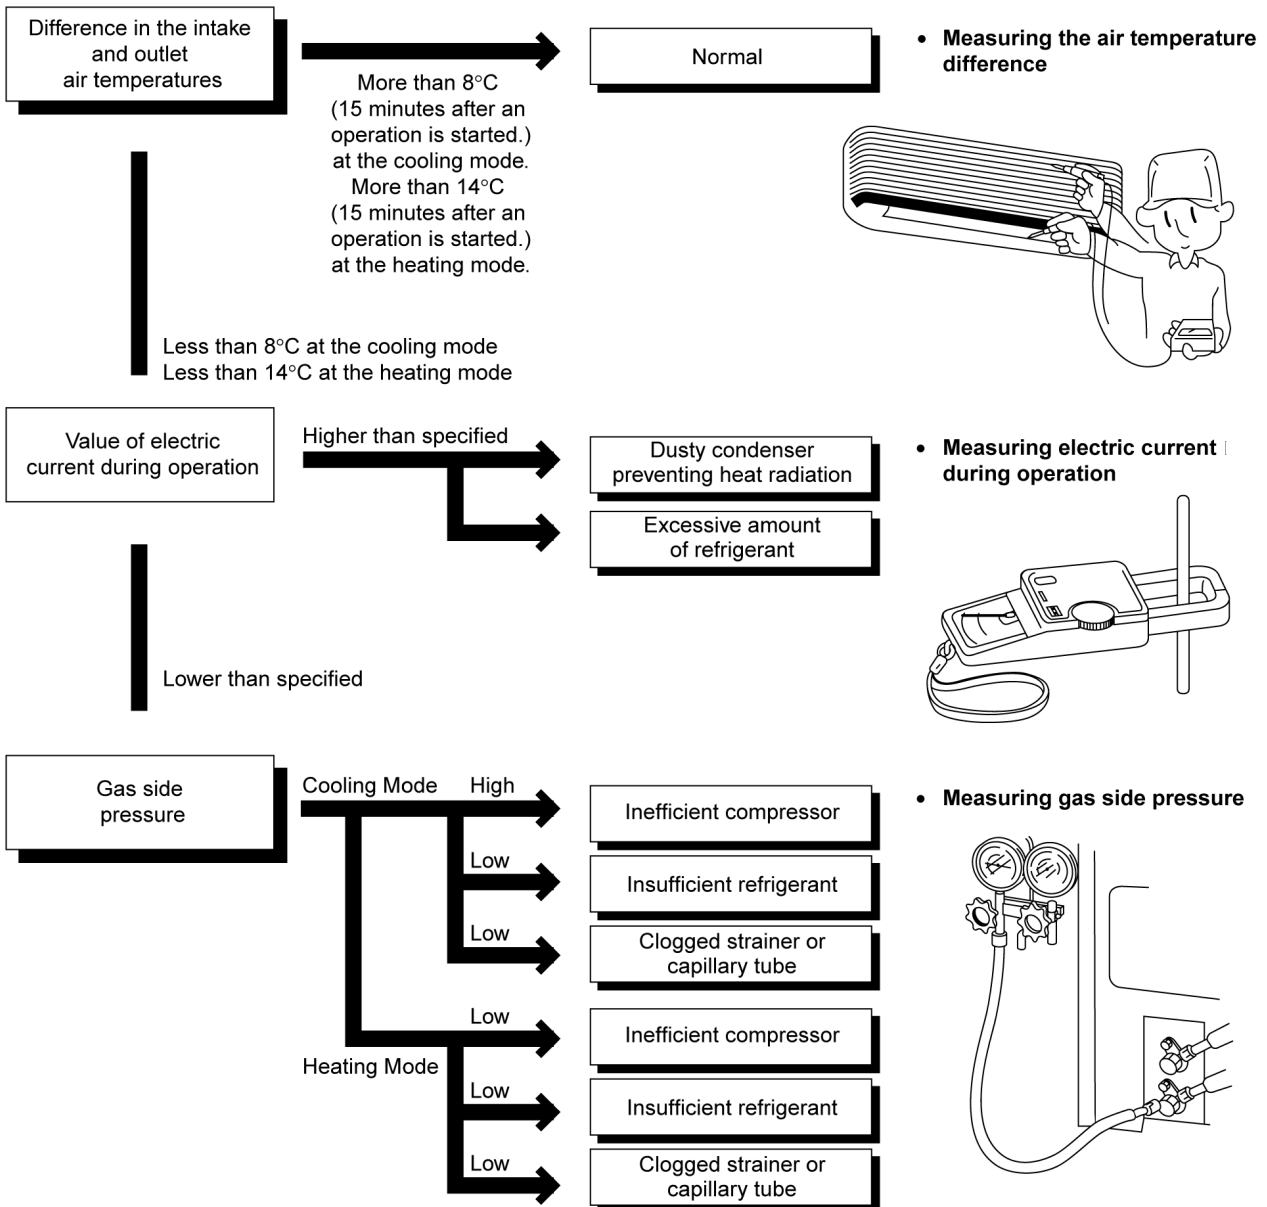 Difference in the intake
and outlet
air temperatures
More than 8°C
(15 minutes after an
operation is started.)
at the cooling mode.
More than 14°C
(15 minutes after an
operation is started.)
at the heating mode.
Normal
• Measuring the air temperature
difference
Less than 8°C at the cooling mode
Less than 14°C at the heating mode
Value of electric
current during operation
Higher than specified
Dusty condenser
preventing heat radiation
Excessive amount
of refrigerant
• Measuring electric current
during operation
Lower than specified
Gas side
pressure
Cooling Mode
High
Inefficient compressor
Low
Insufficient refrigerant
Low
Clogged strainer or
capillary tube
Heating Mode
Low
Inefficient compressor
Low
Insufficient refrigerant
Low
Clogged strainer or
capillary tube
• Measuring gas side pressure